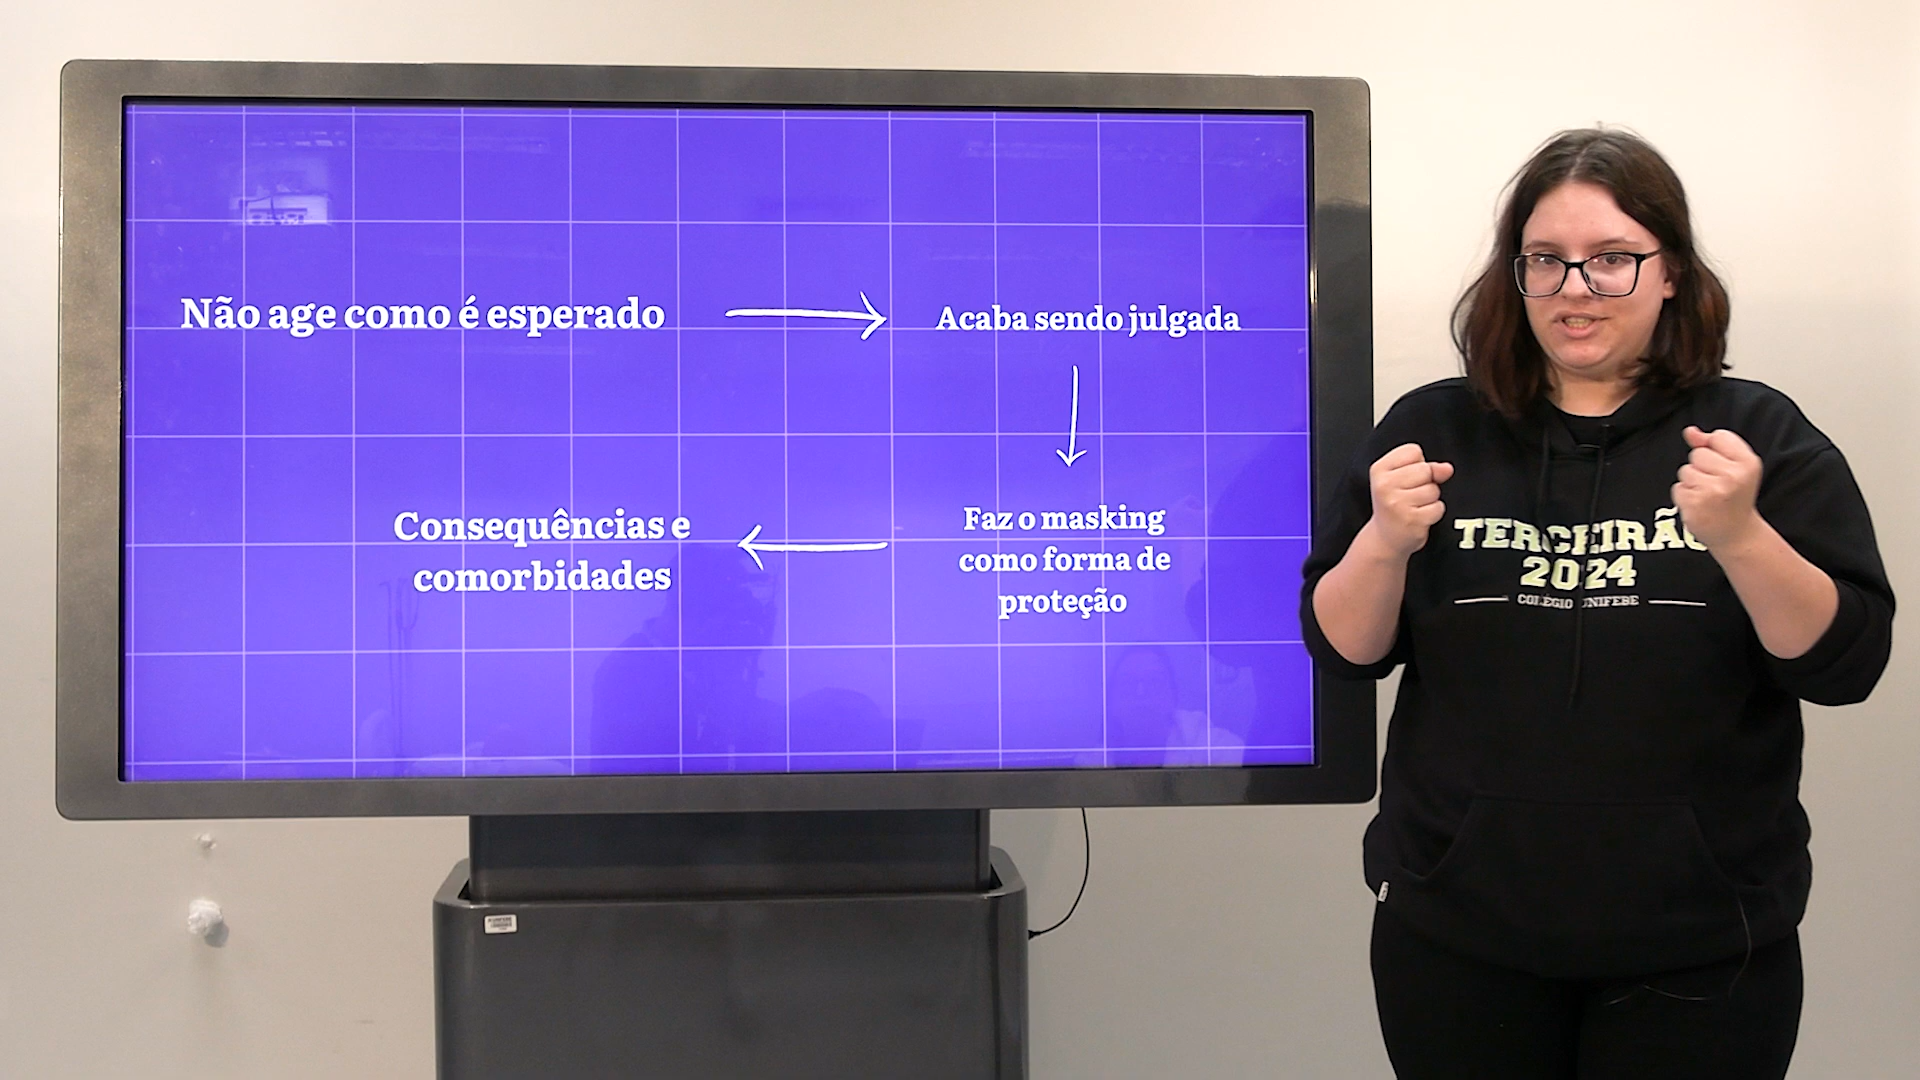 Não age como é esperado
Acaba sendo julgada
Faz o masking
como forma de
proteção
Consequências e
comorbidades
TERCEIRÃO
2024
COLÉGIO UNIFEBE